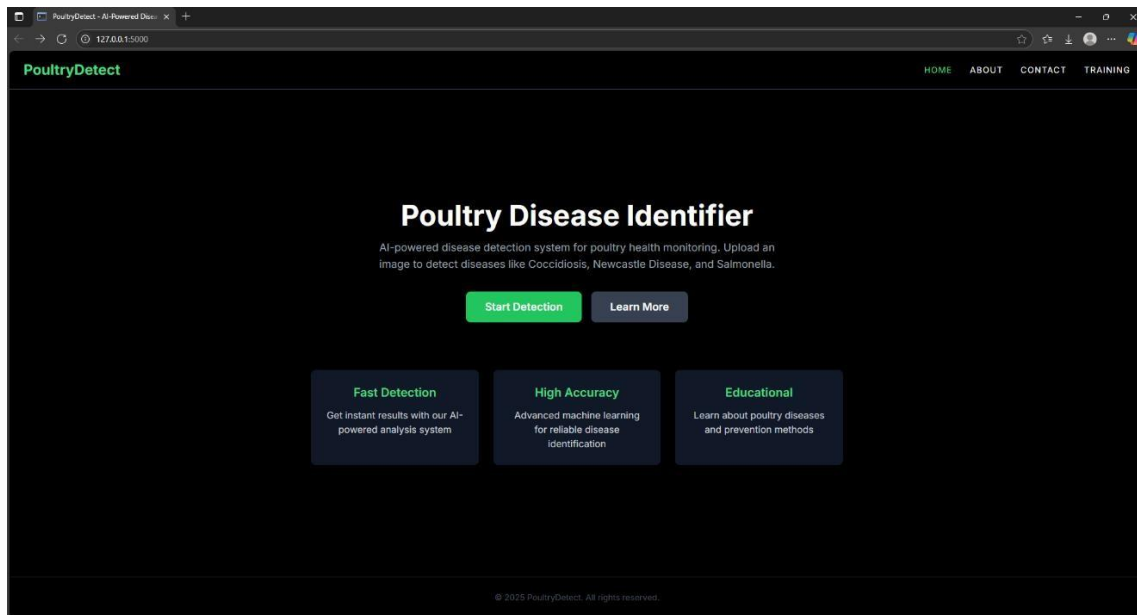 PoultryDetect - AI-Powered Disea
127.0.0.1:5000
PoultryDetect
HOME ABOUT CONTACT TRAINING
Poultry Disease Identifier
AI-powered disease detection system for poultry health monitoring. Upload an
image to detect diseases like Coccidiosis, Newcastle Disease, and Salmonella.
Start Detection
Learn More
Fast Detection
Get instant results with our AI-
powered analysis system
High Accuracy
Advanced machine learning
for reliable disease
identification
Educational
Learn about poultry diseases
and prevention methods
© 2025 PoultryDetect. All rights reserved.